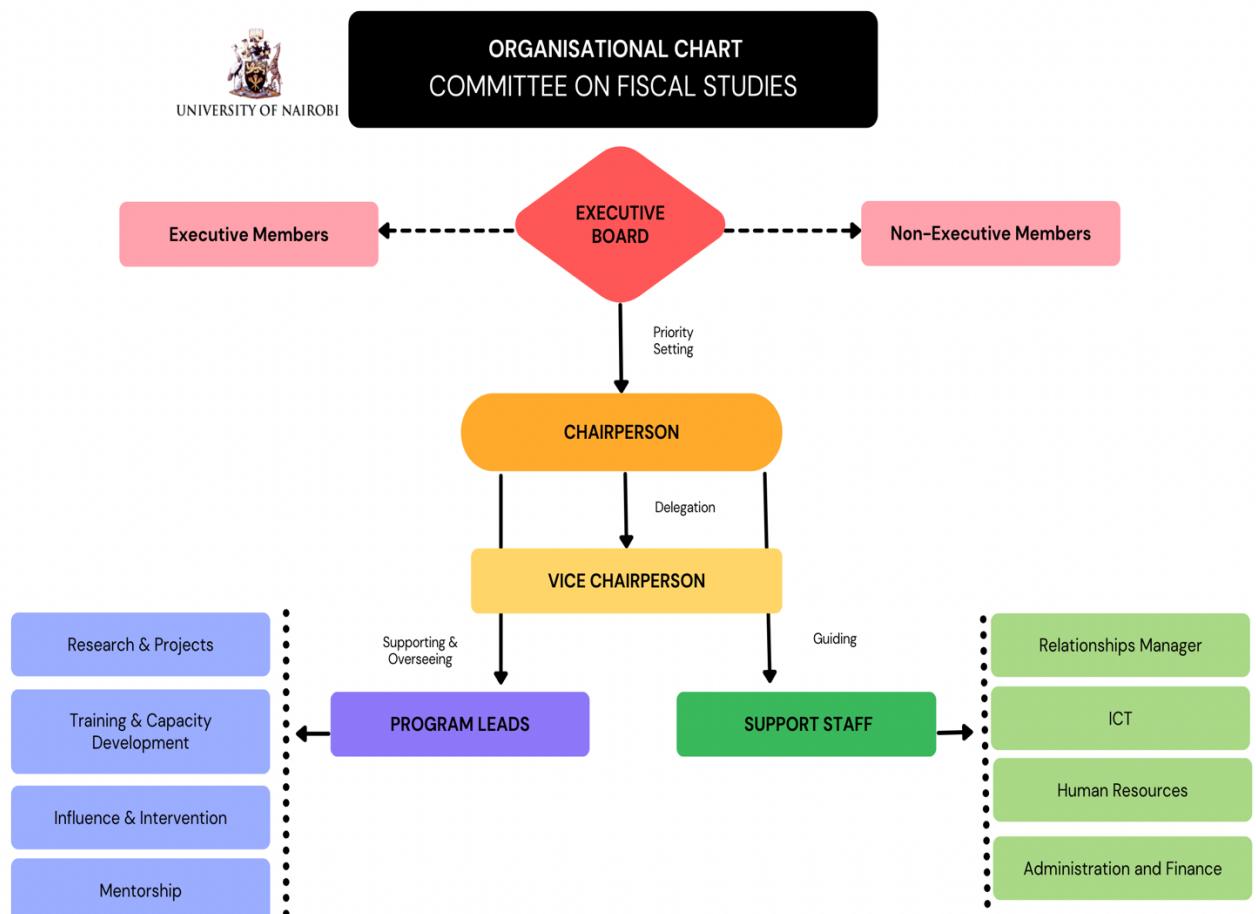 ORGANISATIONAL CHART
COMMITTEE ON FISCAL STUDIES
UNIVERSITY OF NAIROBI
EXECUTIVE
BOARD
Executive Members
Non-Executive Members
Priority
Setting
CHAIRPERSON
Delegation
VICE CHAIRPERSON
Supporting &
Overseeing
Guiding
PROGRAM LEADS
SUPPORT STAFF
Research & Projects
Training & Capacity
Development
Influence & Intervention
Mentorship
Relationships Manager
ICT
Human Resources
Administration and Finance